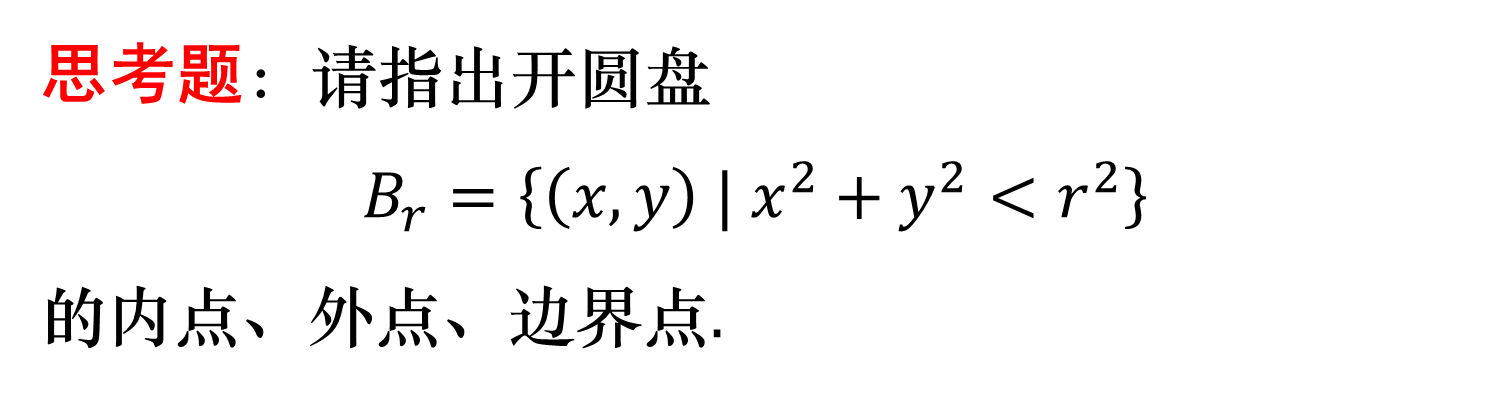 思考题：请指出开圆盘
$B_r = \{(x, y) \mid x^2 + y^2 < r^2\}$
的内点、外点、边界点.